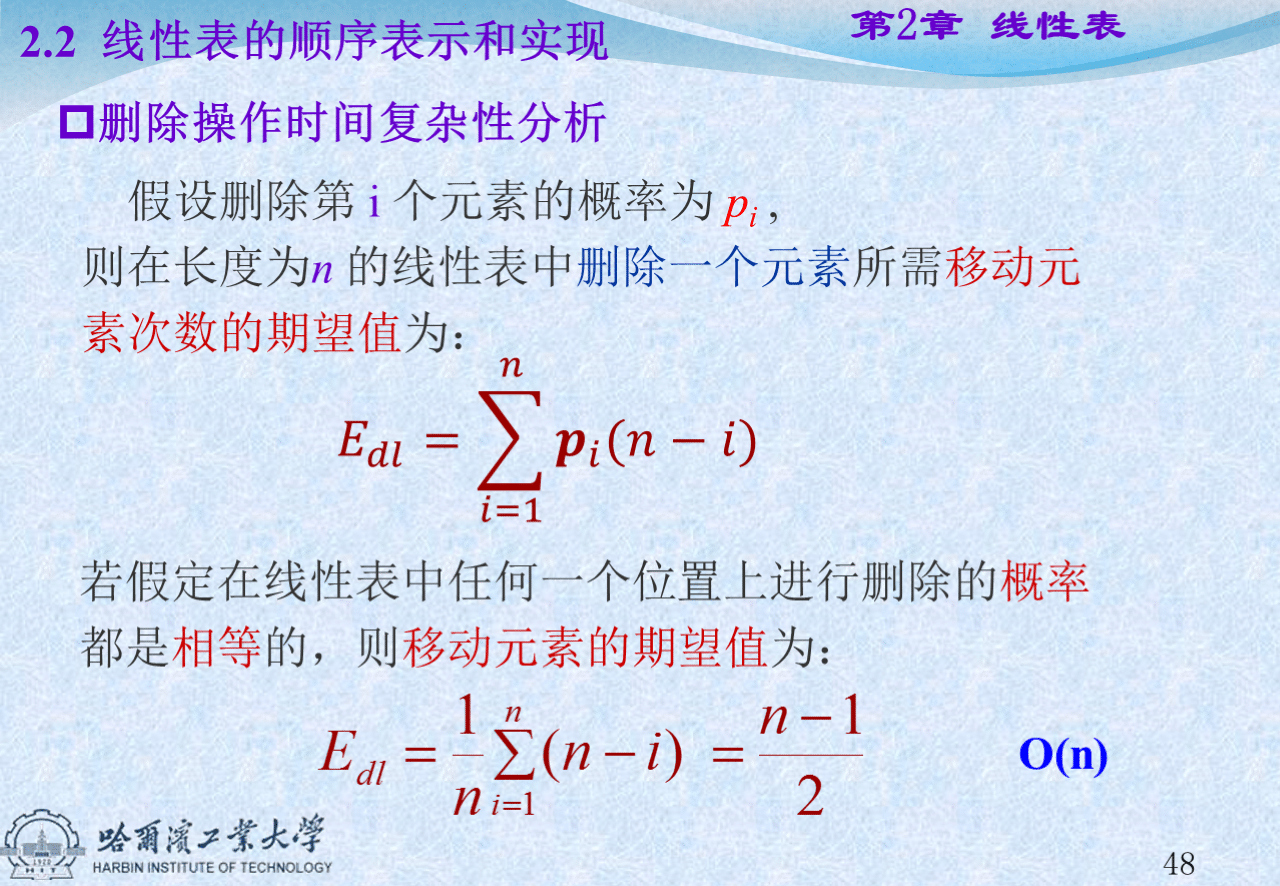 2.2 线性表的顺序表示和实现
第2章 线性表
删除操作时间复杂性分析
假设删除第 i 个元素的概率为 pᵢ ,
则在长度为n 的线性表中删除一个元素所需移动元
素次数的期望值为：
E_{dl} = \sum_{i=1}^{n} p_i(n − i)
若假定在线性表中任何一个位置上进行删除的概率
都是相等的，则移动元素的期望值为：
E_{dl} = \frac{1}{n} \sum_{i=1}^{n} (n − i) = \frac{n − 1}{2} O(n)
1920
HIT
哈爾濱工業大學
HARBIN INSTITUTE OF TECHNOLOGY
48